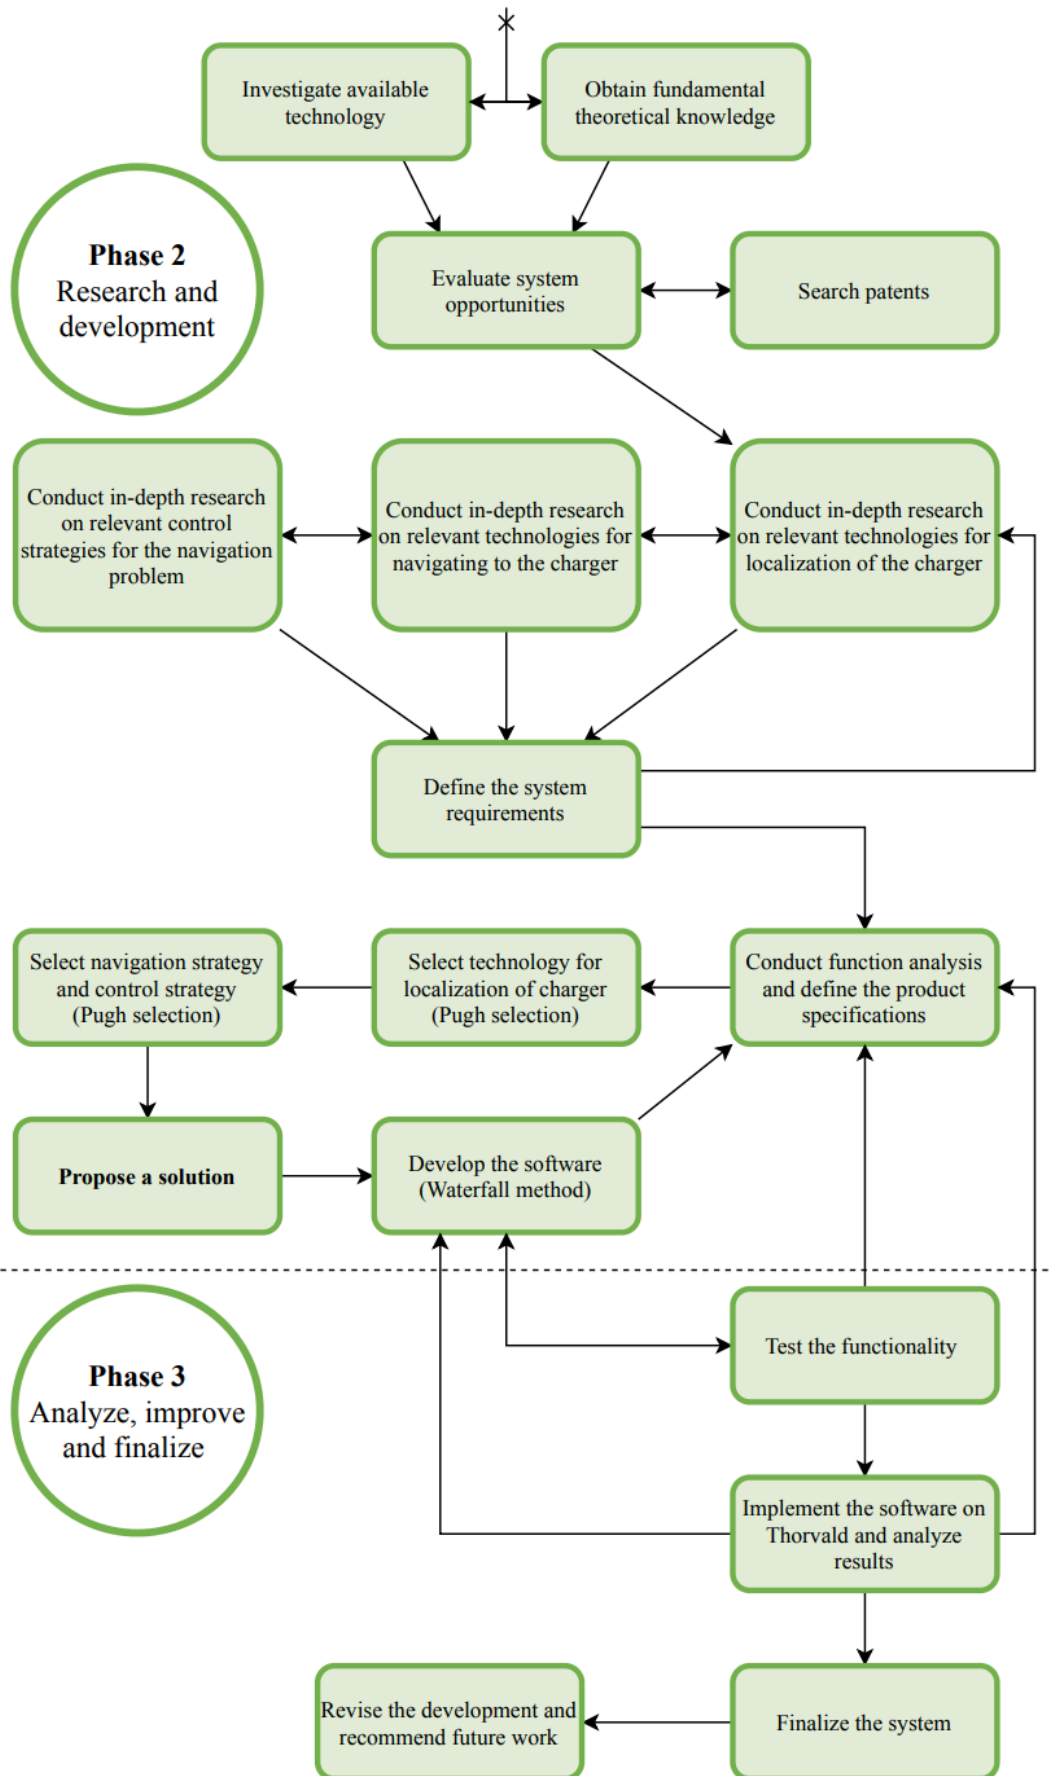 Investigate available
technology
Obtain fundamental
theoretical knowledge
Phase 2
Research and
development
Evaluate system
opportunities
Search patents
Conduct in-depth research
on relevant control
strategies for the navigation
problem
Conduct in-depth research
on relevant technologies for
navigating to the charger
Conduct in-depth research
on relevant technologies for
localization of the charger
Define the system
requirements
Select navigation strategy
and control strategy
(Pugh selection)
Select technology for
localization of charger
(Pugh selection)
Conduct function analysis
and define the product
specifications
Propose a solution
Develop the software
(Waterfall method)
Phase 3
Analyze, improve
and finalize
Test the functionality
Implement the software on
Thorvald and analyze
results
Revise the development and
recommend future work
Finalize the system